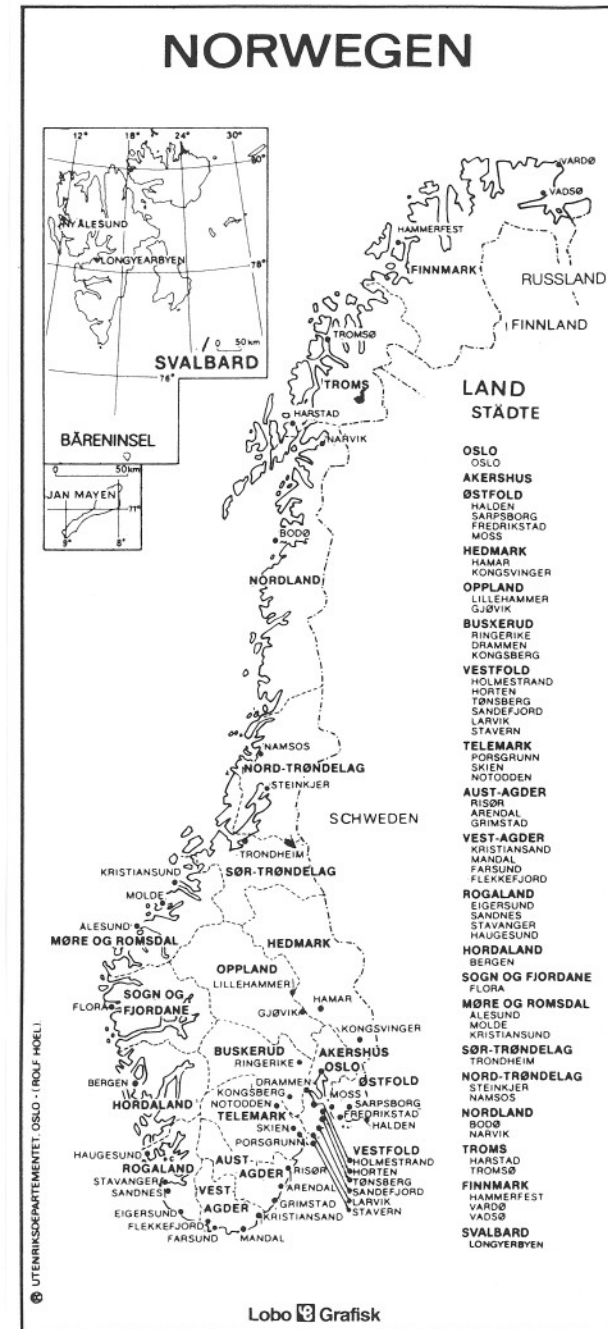 NORWEGEN
12°
18°
24°
30°
80°
NYÅLESUND
LONGYEARBYEN
78°
0 50 km
SVALBARD
76°
BÄRENINSEL
0 50km
JAN MAYEN
71°
9°
8°
VARDØ
VADSØ
HAMMERFEST
FINNMARK
RUSSLAND
FINNLAND
TROMSØ
TROMS
HARSTAD
NARVIK
BODØ
NORDLAND
NAMSOS
NORD-TRØNDELAG
STEINKJER
SCHWEDEN
TRONDHEIM
SØR-TRØNDELAG
KRISTIANSUND
MOLDE
ÅLESUND
MØRE OG ROMSDAL
HEDMARK
OPPLAND
LILLEHAMMER
SOGN OG
FJORDANE
FLORA
HAMAR
GJØVIK
KONGSVINGER
BUSKERUD
RINGERIKE
AKERSHUS
OSLO
BERGEN
DRAMMEN
ØSTFOLD
KONGSBERG
MOSS
HORDALAND
NOTODDEN
SARPSBORG
TELEMARK
FREDRIKSTAD
SKIEN
HALDEN
PORSGRUNN
HAUGESUND
VESTFOLD
AUST-
AGDER
HOLMESTRAND
ROGALAND
RISØR
HORTEN
STAVANGER
TØNSBERG
SANDNES
VEST-
AGDER
ARENDAL
SANDEFJORD
GRIMSTAD
LARVIK
EIGERSUND
KRISTIANSAND
STAVERN
FLEKKEFJORD
FARSUND
MANDAL
LAND
STÄDTE
OSLO
OSLO
AKERSHUS
ØSTFOLD
HALDEN
SARPSBORG
FREDRIKSTAD
MOSS
HEDMARK
HAMAR
KONGSVINGER
OPPLAND
LILLEHAMMER
GJØVIK
BUSKERUD
RINGERIKE
DRAMMEN
KONGSBERG
VESTFOLD
HOLMESTRAND
HORTEN
TØNSBERG
SANDEFJORD
LARVIK
STAVERN
TELEMARK
PORSGRUNN
SKIEN
NOTODDEN
AUST-AGDER
RISØR
ARENDAL
GRIMSTAD
VEST-AGDER
KRISTIANSAND
MANDAL
FARSUND
FLEKKEFJORD
ROGALAND
EIGERSUND
SANDNES
STAVANGER
HAUGESUND
HORDALAND
BERGEN
SOGN OG FJORDANE
FLORA
MØRE OG ROMSDAL
ÅLESUND
MOLDE
KRISTIANSUND
SØR-TRØNDELAG
TRONDHEIM
NORD-TRØNDELAG
STEINKJER
NAMSOS
NORDLAND
BODØ
NARVIK
TROMS
HARSTAD
TROMSØ
FINNMARK
HAMMERFEST
VARDØ
VADSØ
SVALBARD
LONGYERBYEN
® UTENRIKSDEPARTEMENTET, OSLO - (ROLF HOEL).
Lobo Grafisk